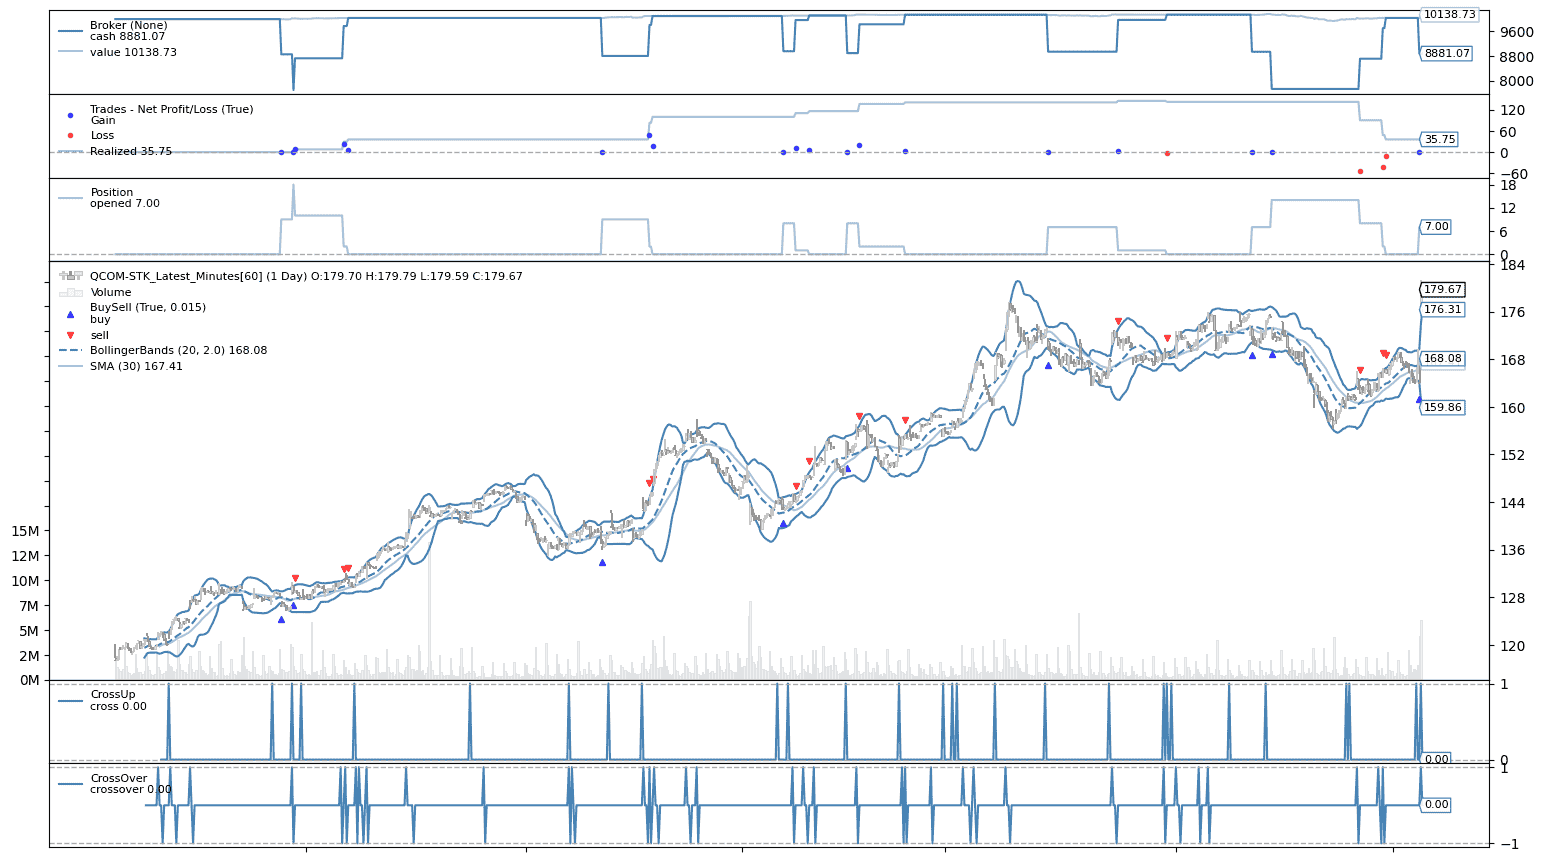 Broker (None)
cash 8881.07
value 10138.73
10138.73
9600
8881.07
8800
8000
Trades - Net Profit/Loss (True)
Gain
Loss
Realized 35.75
120
60
35.75
0
−60
Position
opened 7.00
18
12
7.00
6
0
QCOM-STK_Latest_Minutes[60] (1 Day) O:179.70 H:179.79 L:179.59 C:179.67
Volume
BuySell (True, 0.015)
buy
sell
BollingerBands (20, 2.0) 168.08
SMA (30) 167.41
184
179.67
176.31
176
168.08
168
159.86
160
152
144
136
128
120
15M
12M
10M
7M
5M
2M
0M
CrossUp
cross 0.00
1
0.00
0
CrossOver
crossover 0.00
1
0.00
−1